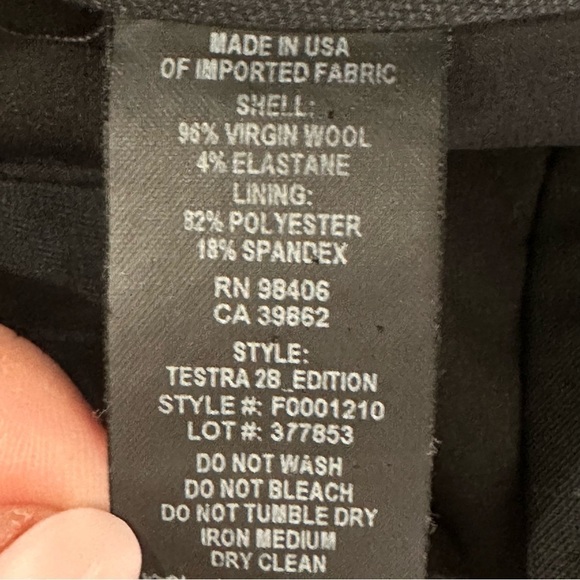 MADE IN USA
OF IMPORTED FABRIC
SHELL:
96% VIRGIN WOOL
4% ELASTANE
LINING:
82% POLYESTER
18% SPANDEX
RN 98406
CA 39862
STYLE:
TESTRA 2B_EDITION
STYLE #: F0001210
LOT #: 377853
DO NOT WASH
DO NOT BLEACH
DO NOT TUMBLE DRY
IRON MEDIUM
DRY CLEAN